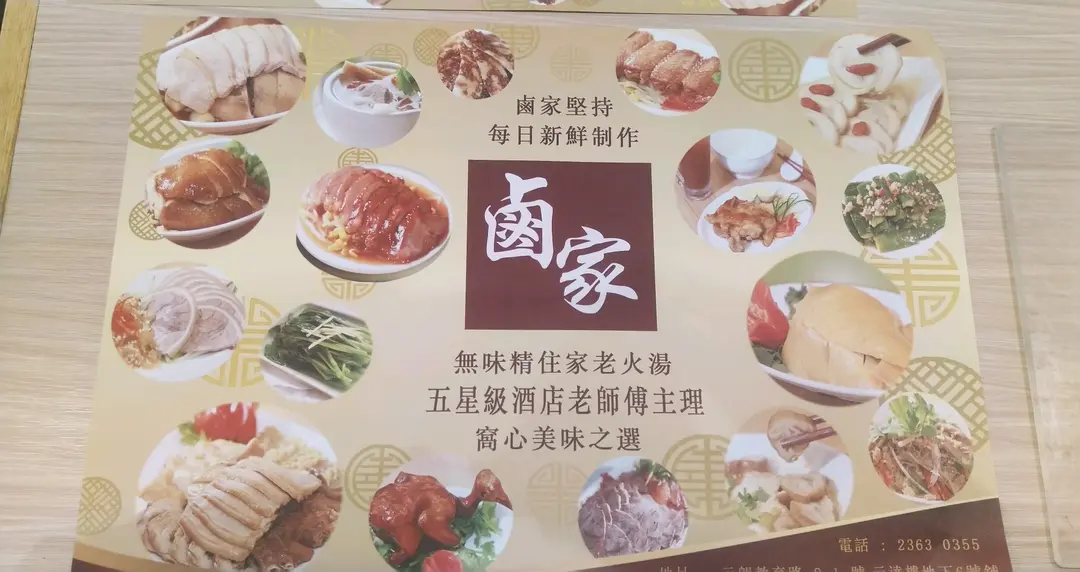 鹵家堅持
每日新鮮制作
鹵家
無味精住家老火湯
五星級酒店老師傅主理
窩心美味之選
電話 : 2363 0355